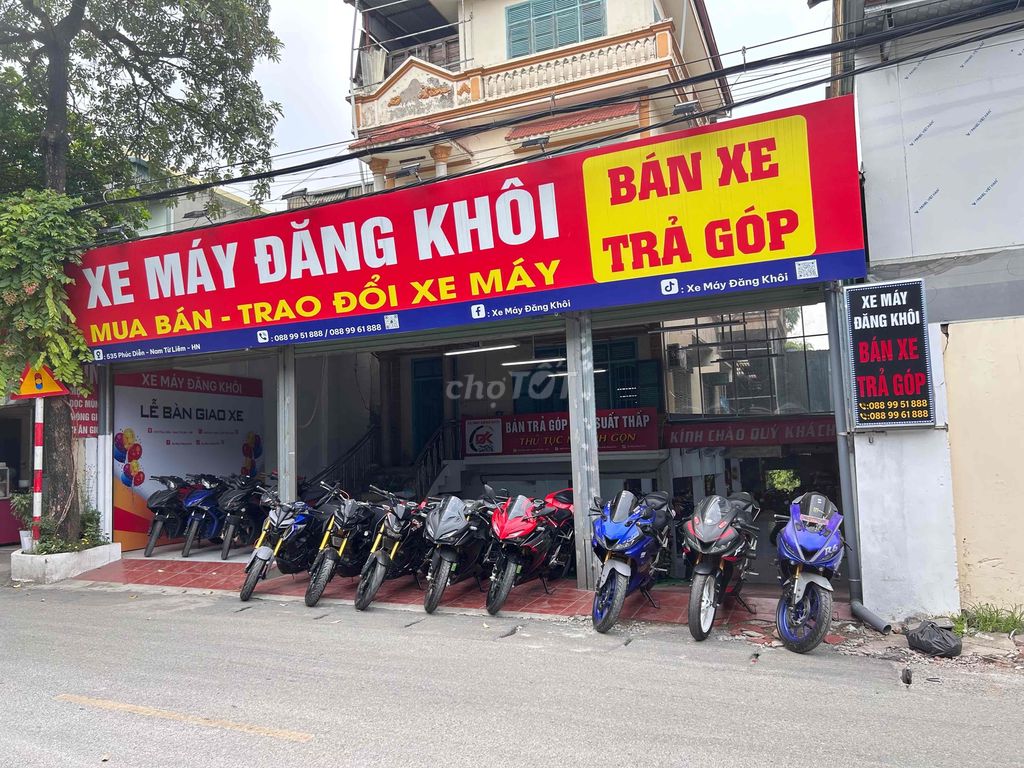 XE MÁY ĐĂNG KHÔI
BÁN XE
TRẢ GÓP
MUA BÁN - TRAO ĐỔI XE MÁY
: 535 Phúc Diễn - Nam Từ Liêm - HN
: 088 99 51 888 / 088 99 61 888
: Xe Máy Đăng Khôi
: Xe Máy Đăng Khôi
XE MÁY
ĐĂNG KHÔI
BÁN XE
TRẢ GÓP
:088 99 51 888
:088 99 61 888
XE MÁY ĐĂNG KHÔI
LỄ BÀN GIAO XE
BÁN TRẢ GÓP
SUẤT THẤP
THỦ TỤC
GỌN
KÍNH CHÀO QUÝ KHÁCH
chợTỐT